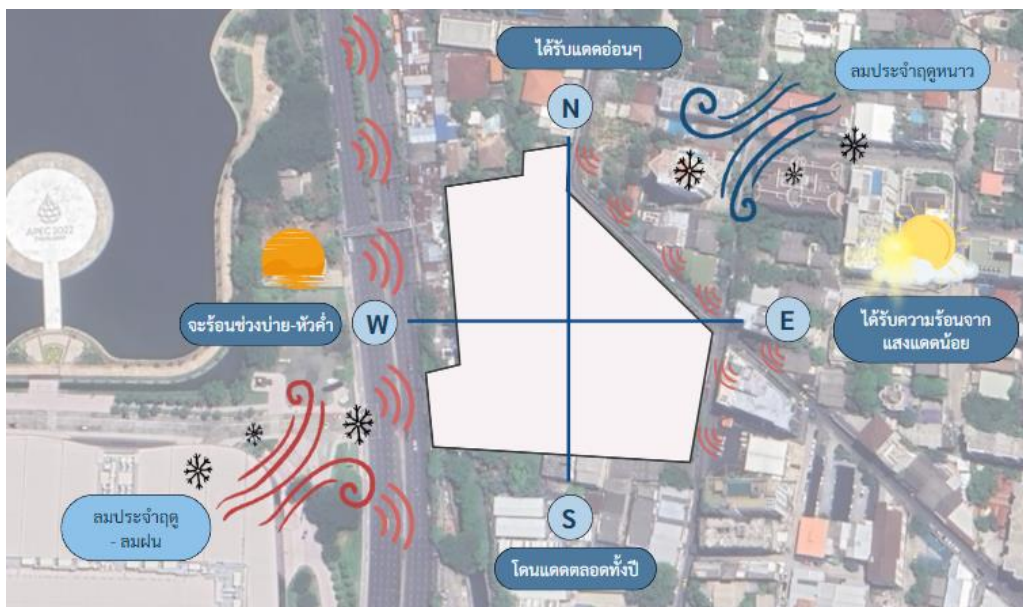 ได้รับแดดอ่อนๆ
ลมประจำฤดูหนาว
N
APEC 2022
จะร้อนช่วงบ่าย-หัวค่ำ
W
E
ได้รับความร้อนจาก
แสงแดดน้อย
ลมประจำฤดู
- ลมฝน
S
โดนแดดตลอดทั้งปี